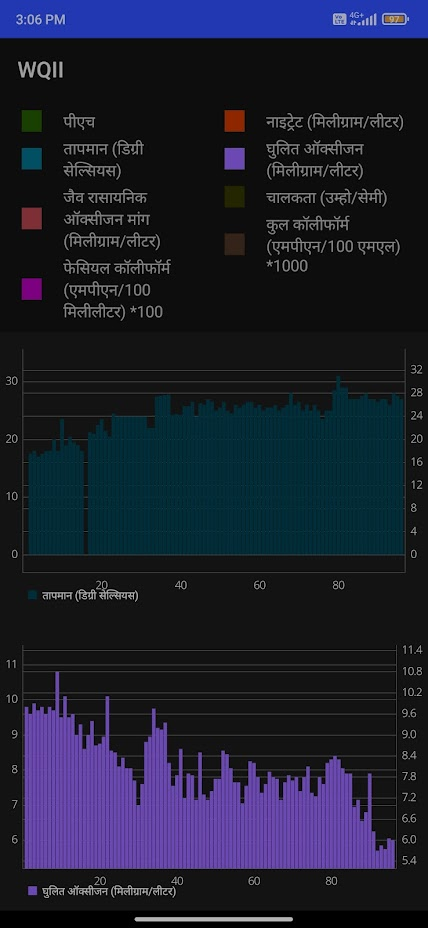 3:06 PM
Vo LTE 4G+ 97
WQII
पीएच
नाइट्रेट (मिलीग्राम/लीटर)
तापमान (डिग्री
सेल्सियस)
घुलित ऑक्सीजन
(मिलीग्राम/लीटर)
जैव रासायनिक
ऑक्सीजन मांग
(मिलीग्राम/लीटर)
चालकता (उम्हो/सेमी)
कुल कॉलीफॉर्म
(एमपीएन/100 एमएल)
*1000
फेसियल कॉलीफॉर्म
(एमपीएन/100
मिलीलीटर) *100
32
30
28
24
20
20
16
12
10
8
4
0
0
20 40 60 80
तापमान (डिग्री सेल्सियस)
11.4
11
10.8
10.2
10
9.6
9
9.0
8.4
8
7.8
7
7.2
6.6
6
6.0
5.4
20 40 60 80
घुलित ऑक्सीजन (मिलीग्राम/लीटर)